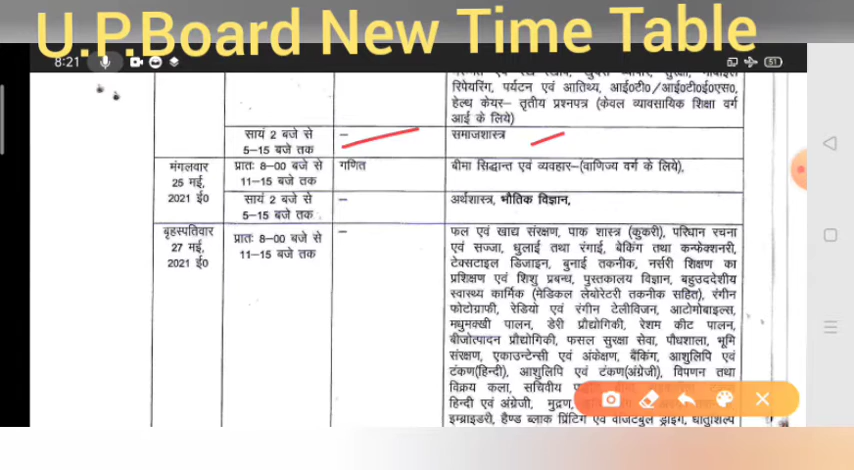 U.P.Board New Time Table
8:21
51
रिपेयरिंग, पर्यटन एवं आतिथ्य, आई0टी0/आई0टी0ई0एस0,
हेल्थ केयर– तृतीय प्रश्नपत्र (केवल व्यावसायिक शिक्षा वर्ग
आई के लिये)
सायं 2 बजे से
5–15 बजे तक
–
समाजशास्त्र
मंगलवार
25 मई,
2021 ई0
प्रातः 8–00 बजे से
11–15 बजे तक
गणित
बीमा सिद्धान्त एवं व्यवहार–(वाणिज्य वर्ग के लिये),
सायं 2 बजे से
5–15 बजे तक
–
अर्थशास्त्र, भौतिक विज्ञान,
बृहस्पतिवार
27 मई,
2021 ई0
प्रातः 8–00 बजे से
11–15 बजे तक
–
फल एवं खाद्य संरक्षण, पाक शास्त्र (कुकरी), परिधान रचना
एवं सज्जा, धुलाई तथा रंगाई, बेकिंग तथा कन्फेक्शनरी,
टेक्सटाइल डिजाइन, बुनाई तकनीक, नर्सरी शिक्षण का
प्रशिक्षण एवं शिशु प्रबन्ध, पुस्तकालय विज्ञान, बहुउददेशीय
स्वास्थ्य कार्मिक (मेडिकल लेबोरेटरी तकनीक सहित), रंगीन
फोटोग्राफी, रेडियो एवं रंगीन टेलीविजन, आटोमोबाइल्स,
मधुमक्खी पालन, डेरी प्रौद्योगिकी, रेशम कीट पालन,
बीजोत्पादन प्रौद्योगिकी, फसल सुरक्षा सेवा, पौधशाला, भूमि
संरक्षण, एकाउन्टेन्सी एवं अंकेक्षण, बैंकिंग, आशुलिपि एवं
टंकण(हिन्दी), आशुलिपि एवं टंकण(अंग्रेजी), विपणन तथा
विक्रय कला, सचिवीय
हिन्दी एवं अंग्रेजी, मुद्रण,
इम्ब्राइडरी, हैण्ड ब्लाक प्रिंटिंग एवं वेजिटेबुल ड्राइंग, धातुशिल्प